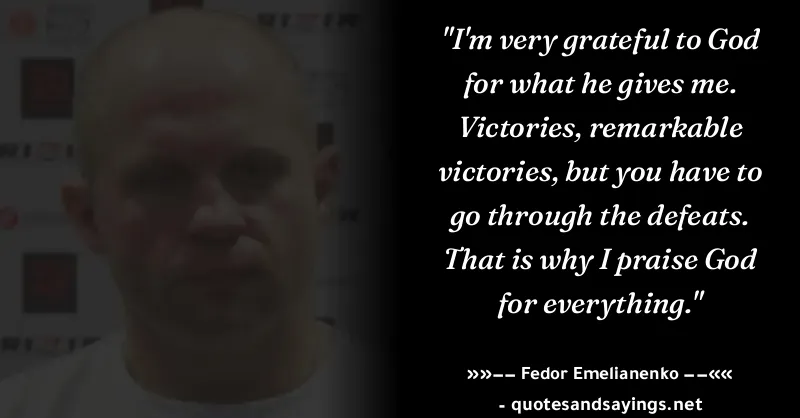 "I'm very grateful to God
for what he gives me.
Victories, remarkable
victories, but you have to
go through the defeats.
That is why I praise God
for everything."
»»−− Fedor Emelianenko −−««
- quotesandsayings.net